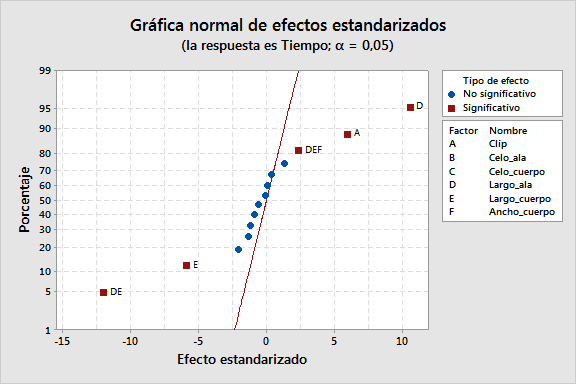 Gráfica normal de efectos estandarizados
(la respuesta es Tiempo; α = 0,05)
Tipo de efecto
No significativo
Significativo
Factor Nombre
A Clip
B Celo_ala
C Celo_cuerpo
D Largo_ala
E Largo_cuerpo
F Ancho_cuerpo
Porcentaje
99
95
90
80
70
60
50
40
30
20
10
5
1
D
A
DEF
E
DE
-15 -10 -5 0 5 10
Efecto estandarizado